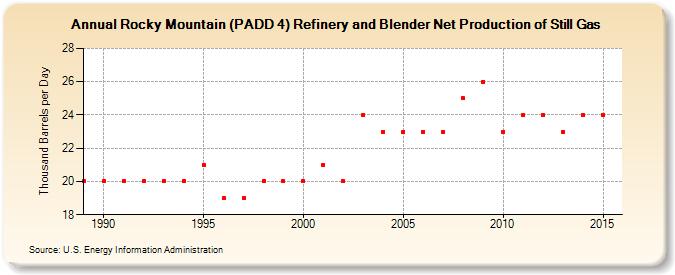 Annual Rocky Mountain (PADD 4) Refinery and Blender Net Production of Still Gas
Thousand Barrels per Day
28
26
24
22
20
18
1990 1995 2000 2005 2010 2015
Source: U.S. Energy Information Administration